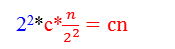 2²*c*n/2² = cn